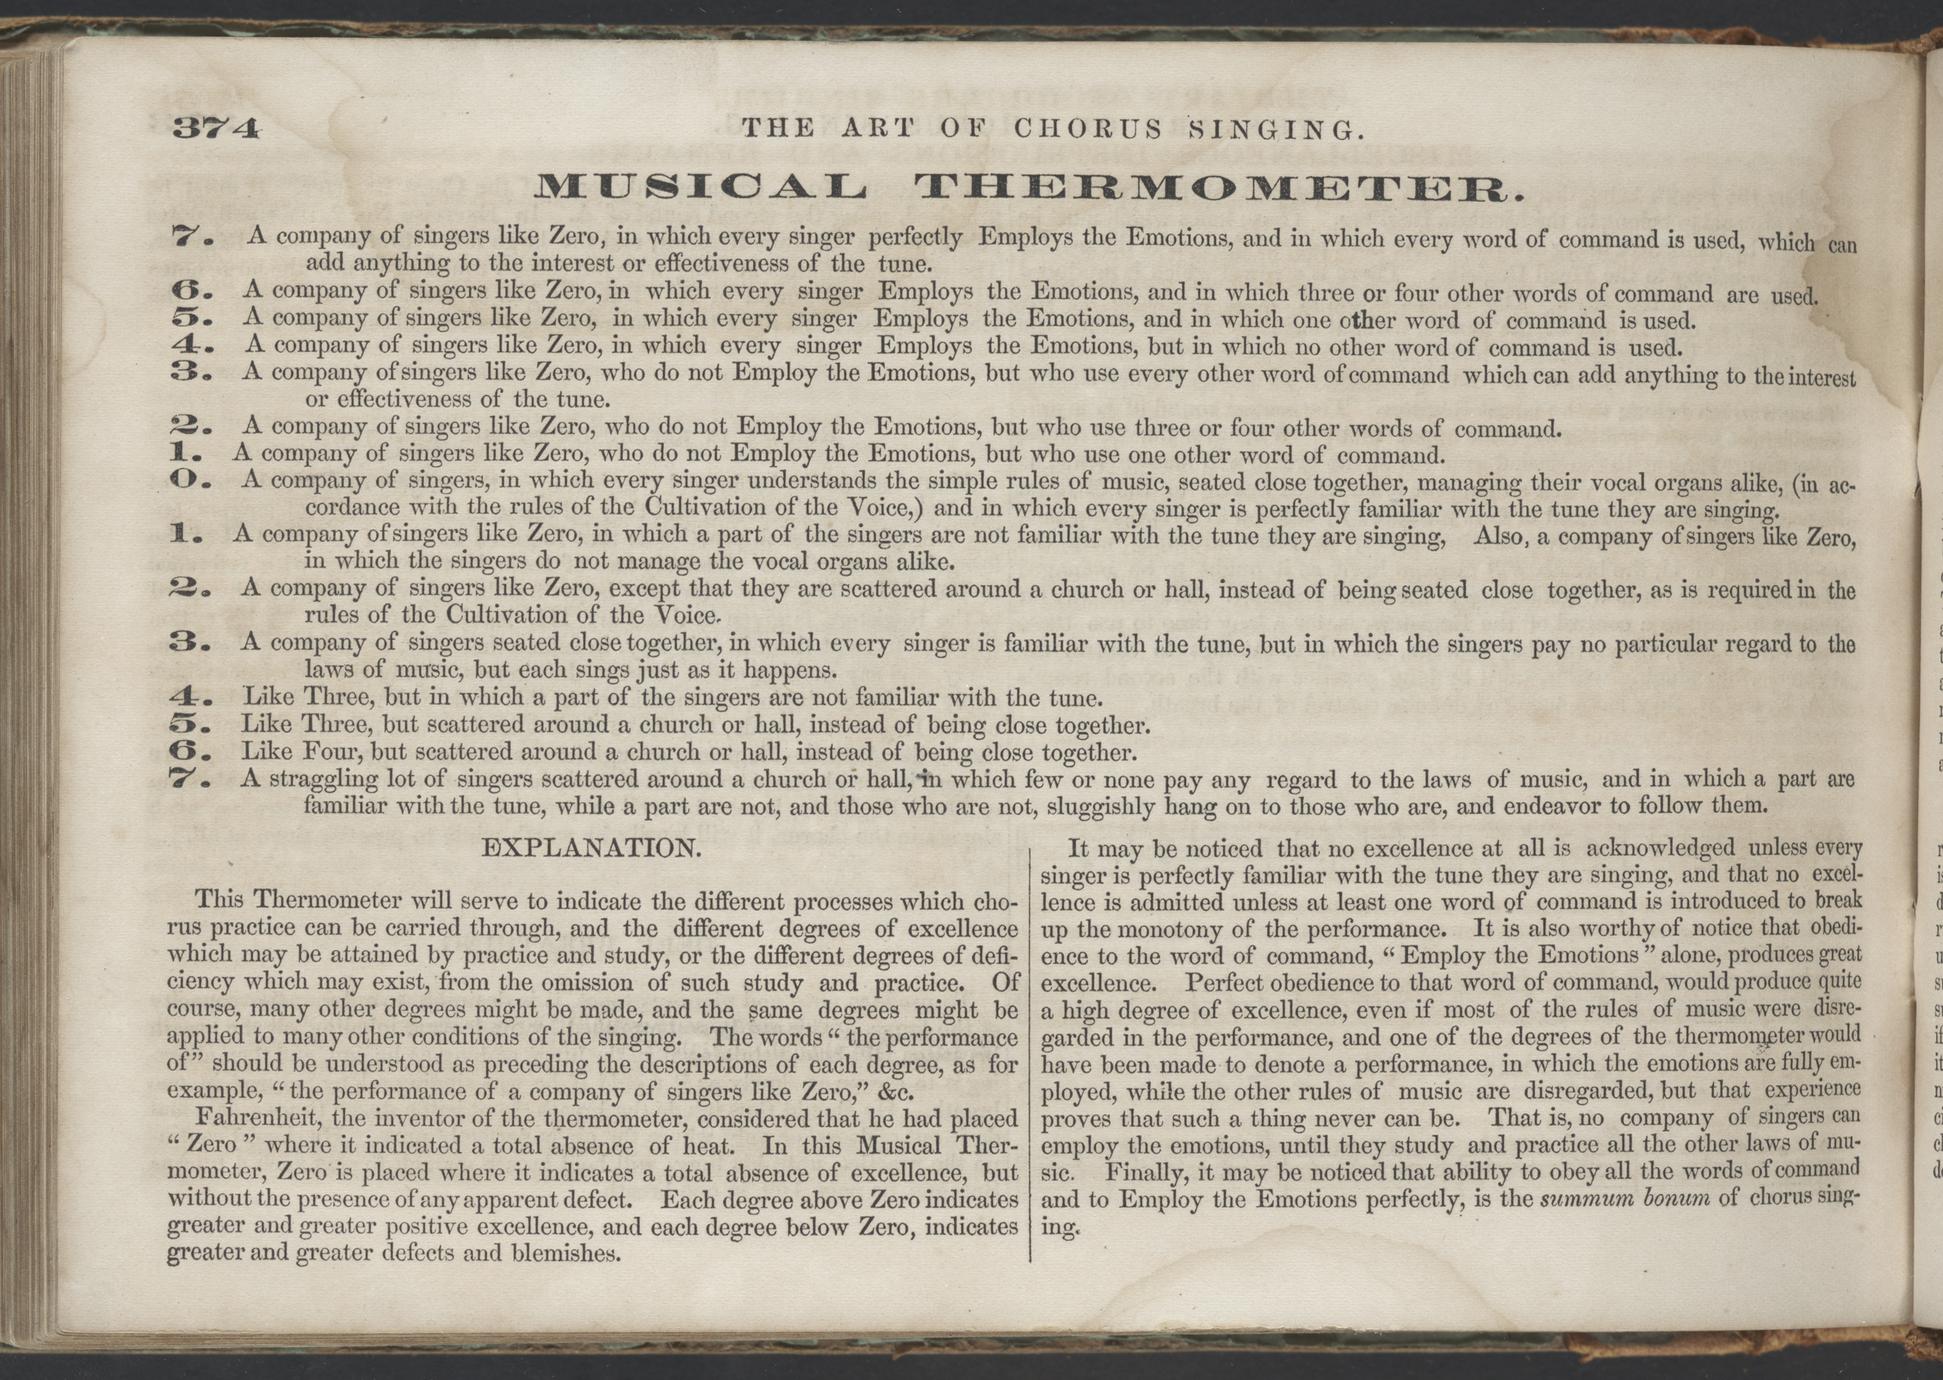 374
THE ART OF CHORUS SINGING.
MUSICAL THERMOMETER.
7. A company of singers like Zero, in which every singer perfectly Employs the Emotions, and in which every word of command is used, which can
add anything to the interest or effectiveness of the tune.
6. A company of singers like Zero, in which every singer Employs the Emotions, and in which three or four other words of command are used.
5. A company of singers like Zero, in which every singer Employs the Emotions, and in which one other word of command is used.
4. A company of singers like Zero, in which every singer Employs the Emotions, but in which no other word of command is used.
3. A company of singers like Zero, who do not Employ the Emotions, but who use every other word of command which can add anything to the interest
or effectiveness of the tune.
2. A company of singers like Zero, who do not Employ the Emotions, but who use three or four other words of command.
1. A company of singers like Zero, who do not Employ the Emotions, but who use one other word of command.
0. A company of singers, in which every singer understands the simple rules of music, seated close together, managing their vocal organs alike, (in ac-
cordance with the rules of the Cultivation of the Voice,) and in which every singer is perfectly familiar with the tune they are singing.
1. A company of singers like Zero, in which a part of the singers are not familiar with the tune they are singing, Also, a company of singers like Zero,
in which the singers do not manage the vocal organs alike.
2. A company of singers like Zero, except that they are scattered around a church or hall, instead of being seated close together, as is required in the
rules of the Cultivation of the Voice.
3. A company of singers seated close together, in which every singer is familiar with the tune, but in which the singers pay no particular regard to the
laws of music, but each sings just as it happens.
4. Like Three, but in which a part of the singers are not familiar with the tune.
5. Like Three, but scattered around a church or hall, instead of being close together.
6. Like Four, but scattered around a church or hall, instead of being close together.
7. A straggling lot of singers scattered around a church or hall, in which few or none pay any regard to the laws of music, and in which a part are
familiar with the tune, while a part are not, and those who are not, sluggishly hang on to those who are, and endeavor to follow them.
EXPLANATION.
This Thermometer will serve to indicate the different processes which cho-
rus practice can be carried through, and the different degrees of excellence
which may be attained by practice and study, or the different degrees of defi-
ciency which may exist, from the omission of such study and practice. Of
course, many other degrees might be made, and the same degrees might be
applied to many other conditions of the singing. The words “ the performance
of” should be understood as preceding the descriptions of each degree, as for
example, “ the performance of a company of singers like Zero,” &c.
Fahrenheit, the inventor of the thermometer, considered that he had placed
“ Zero ” where it indicated a total absence of heat. In this Musical Ther-
mometer, Zero is placed where it indicates a total absence of excellence, but
without the presence of any apparent defect. Each degree above Zero indicates
greater and greater positive excellence, and each degree below Zero, indicates
greater and greater defects and blemishes.
It may be noticed that no excellence at all is acknowledged unless every
singer is perfectly familiar with the tune they are singing, and that no excel-
lence is admitted unless at least one word of command is introduced to break
up the monotony of the performance. It is also worthy of notice that obedi-
ence to the word of command, “ Employ the Emotions ” alone, produces great
excellence. Perfect obedience to that word of command, would produce quite
a high degree of excellence, even if most of the rules of music were disre-
garded in the performance, and one of the degrees of the thermometer would
have been made to denote a performance, in which the emotions are fully em-
ployed, while the other rules of music are disregarded, but that experience
proves that such a thing never can be. That is, no company of singers can
employ the emotions, until they study and practice all the other laws of mu-
sic. Finally, it may be noticed that ability to obey all the words of command
and to Employ the Emotions perfectly, is the summum bonum of chorus sing-
ing.